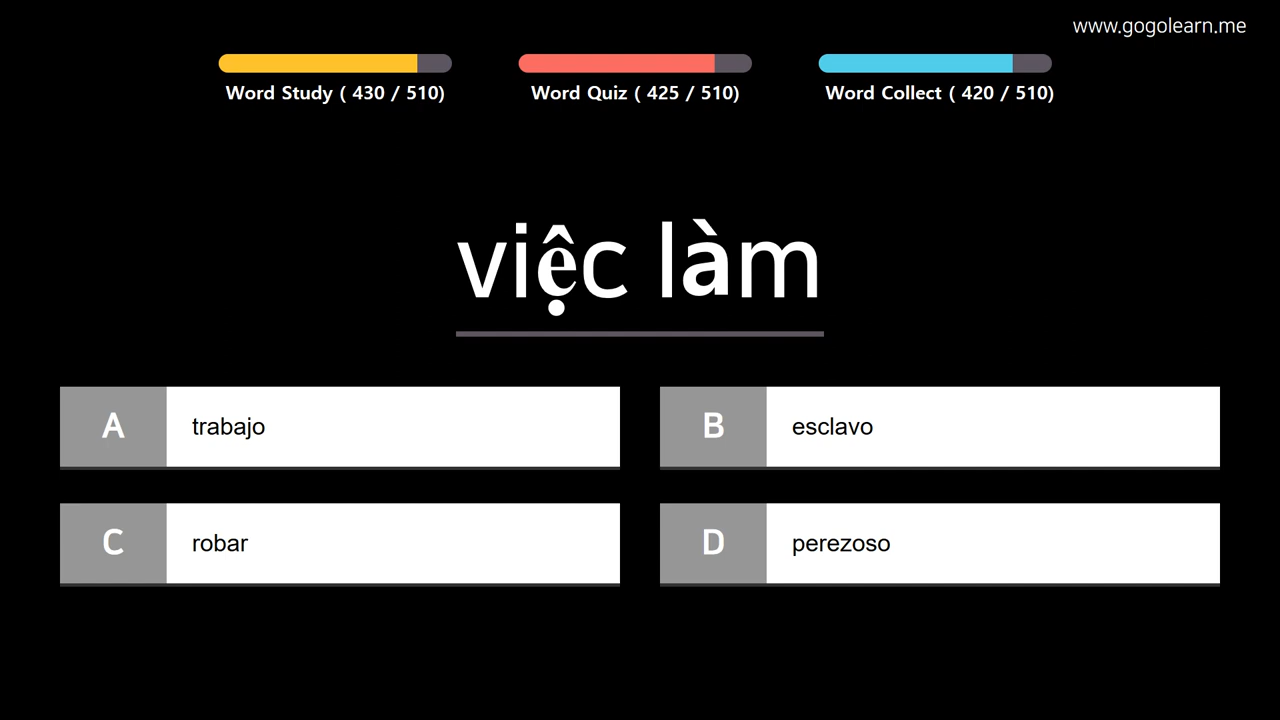 www.gogolearn.me
Word Study ( 430 / 510)
Word Quiz ( 425 / 510)
Word Collect ( 420 / 510)
việc làm
A trabajo
B esclavo
C robar
D perezoso